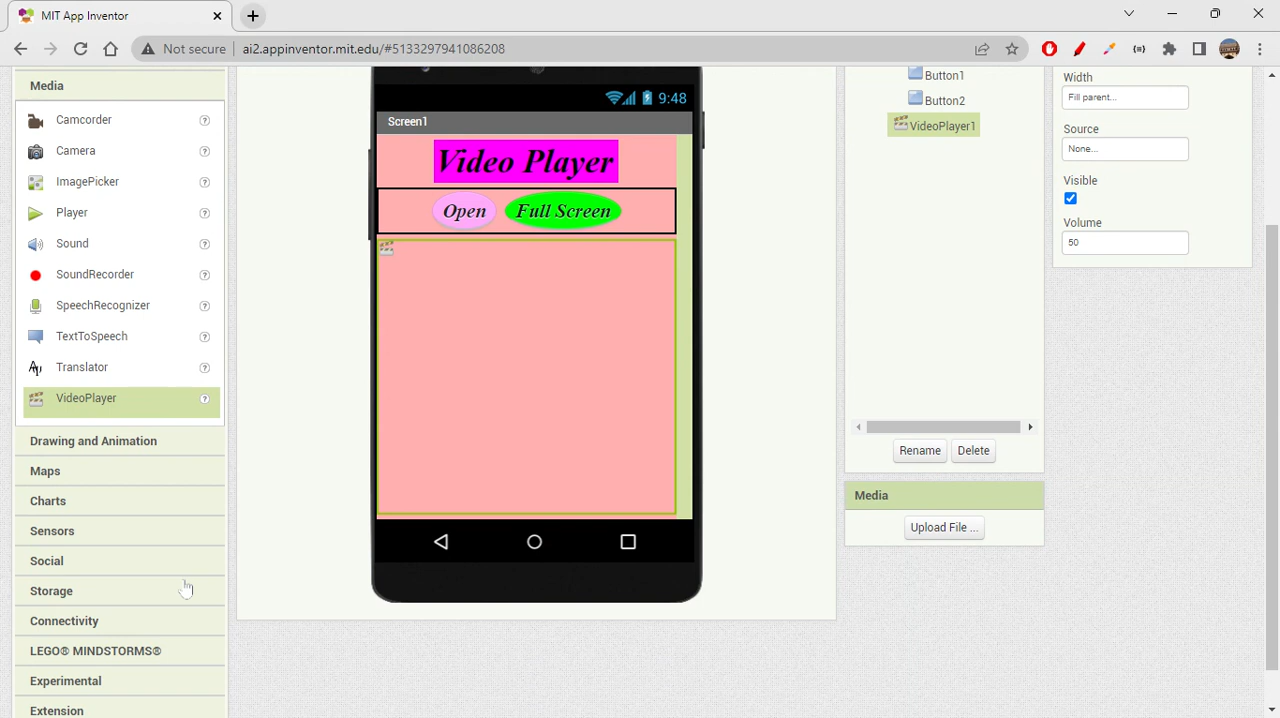 MIT App Inventor
Not secure
ai2.appinventor.mit.edu/#5133297941086208
Media
Camcorder
?
Camera
?
ImagePicker
?
Player
?
Sound
?
SoundRecorder
?
SpeechRecognizer
?
TextToSpeech
?
Translator
?
VideoPlayer
?
Drawing and Animation
Maps
Charts
Sensors
Social
Storage
Connectivity
LEGO® MINDSTORMS®
Experimental
Extension
9:48
Screen1
Video Player
Open
Full Screen
Button1
Button2
VideoPlayer1
Rename
Delete
Media
Upload File ...
Width
Fill parent...
Source
None...
Visible
Volume
50